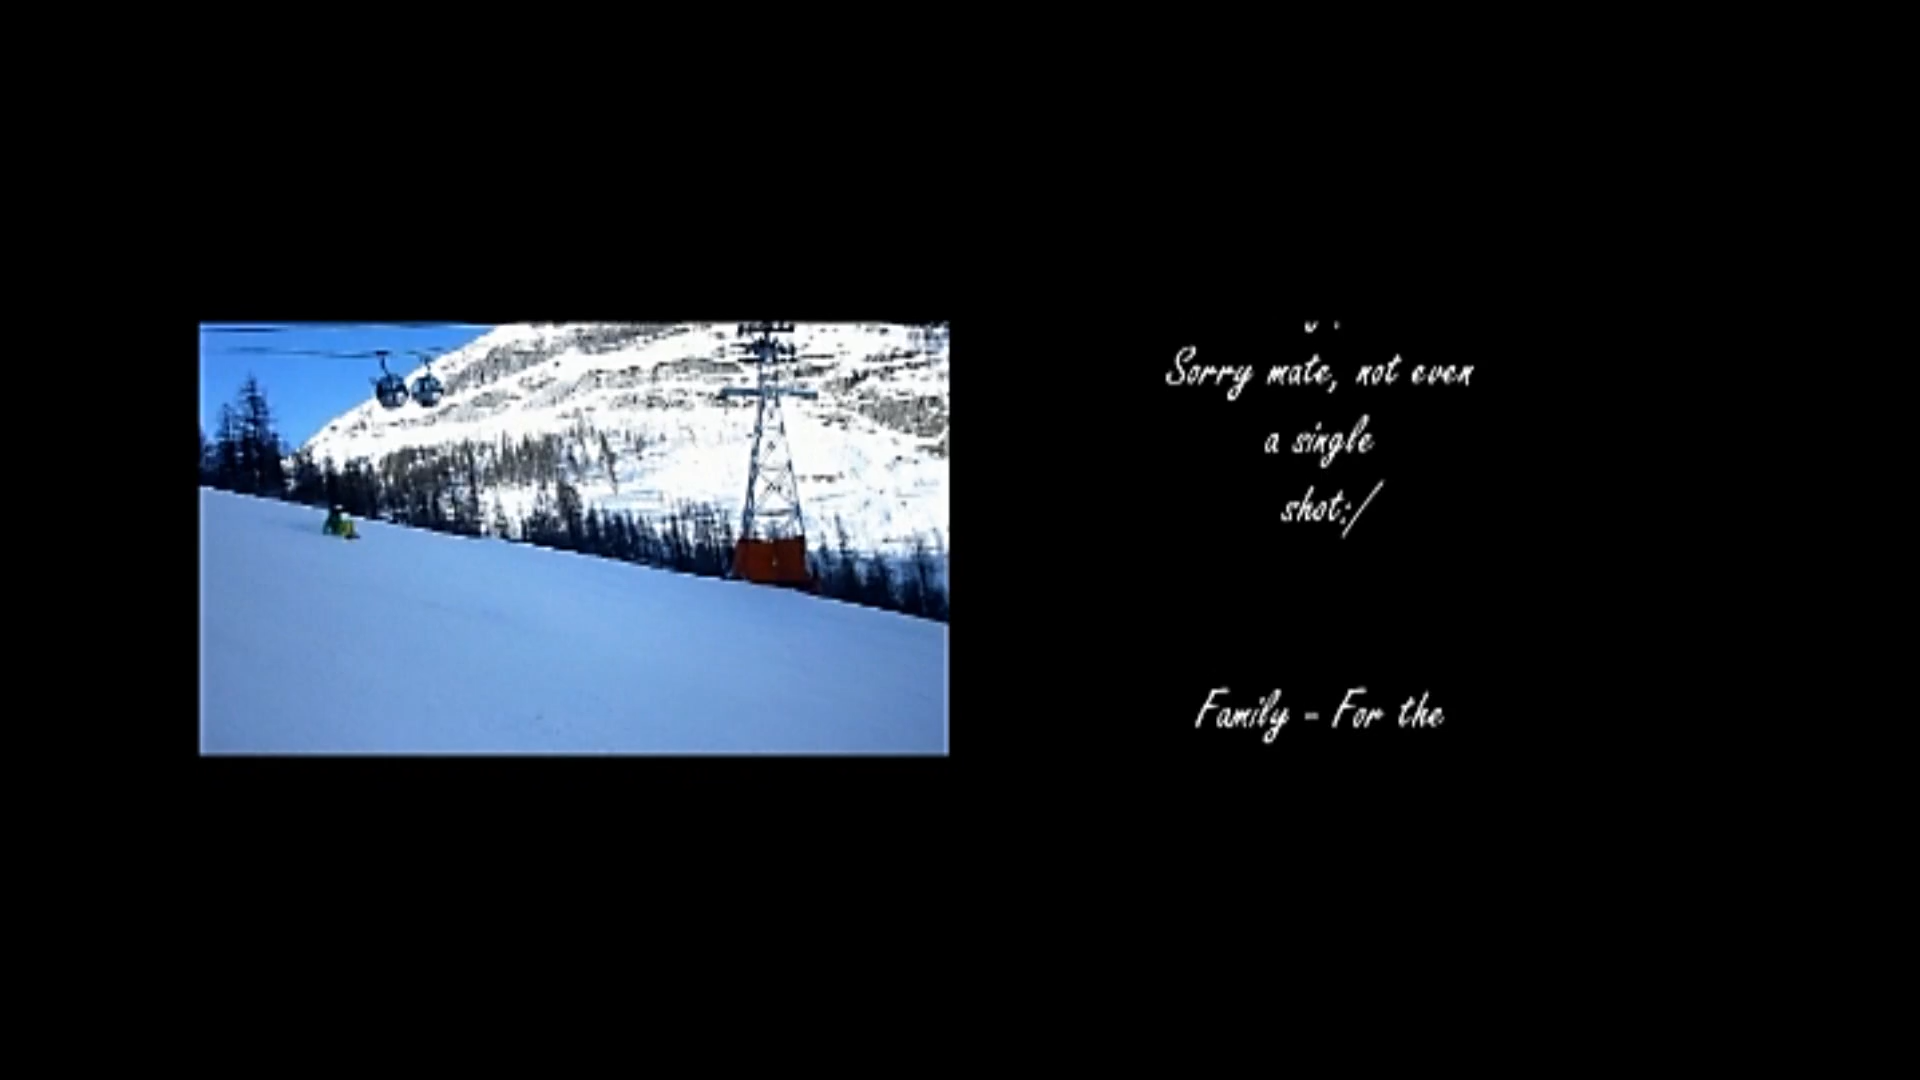 Sorry mate, not even
a single
shot:/
Family - For the